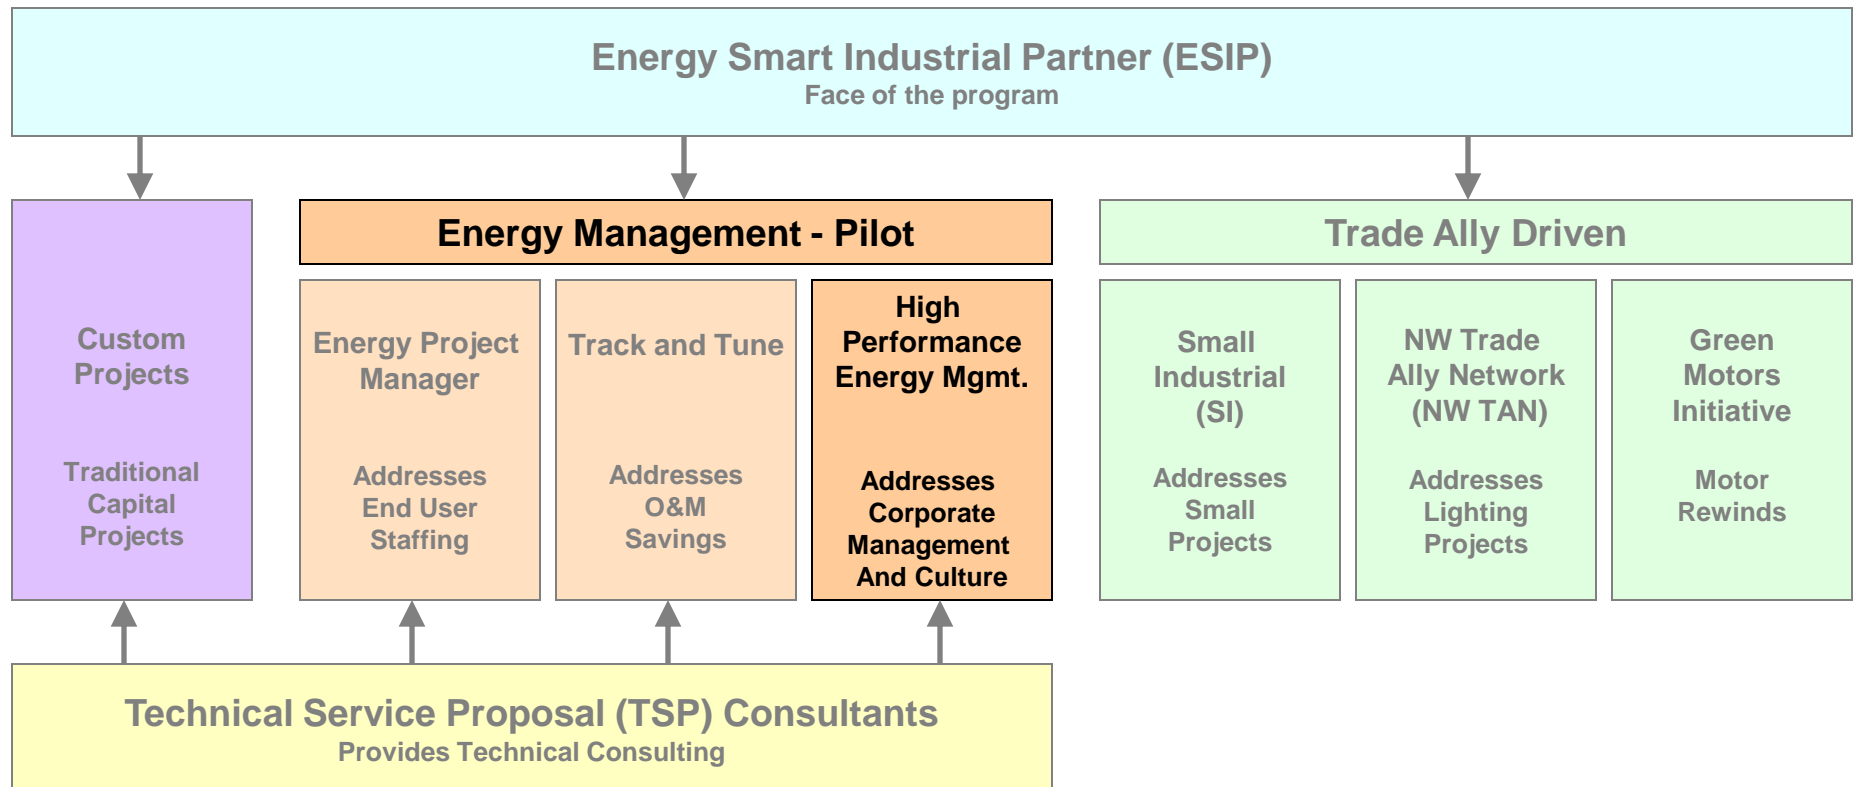 Energy Smart Industrial Partner (ESIP)
Face of the program
Custom
Projects
Traditional
Capital
Projects
Energy Management - Pilot
Energy Project
Manager
Addresses
End User
Staffing
Track and Tune
Addresses
O&M
Savings
High
Performance
Energy Mgmt.
Addresses
Corporate
Management
And Culture
Trade Ally Driven
Small
Industrial
(SI)
Addresses
Small
Projects
NW Trade
Ally Network
(NW TAN)
Addresses
Lighting
Projects
Green
Motors
Initiative
Motor
Rewinds
Technical Service Proposal (TSP) Consultants
Provides Technical Consulting